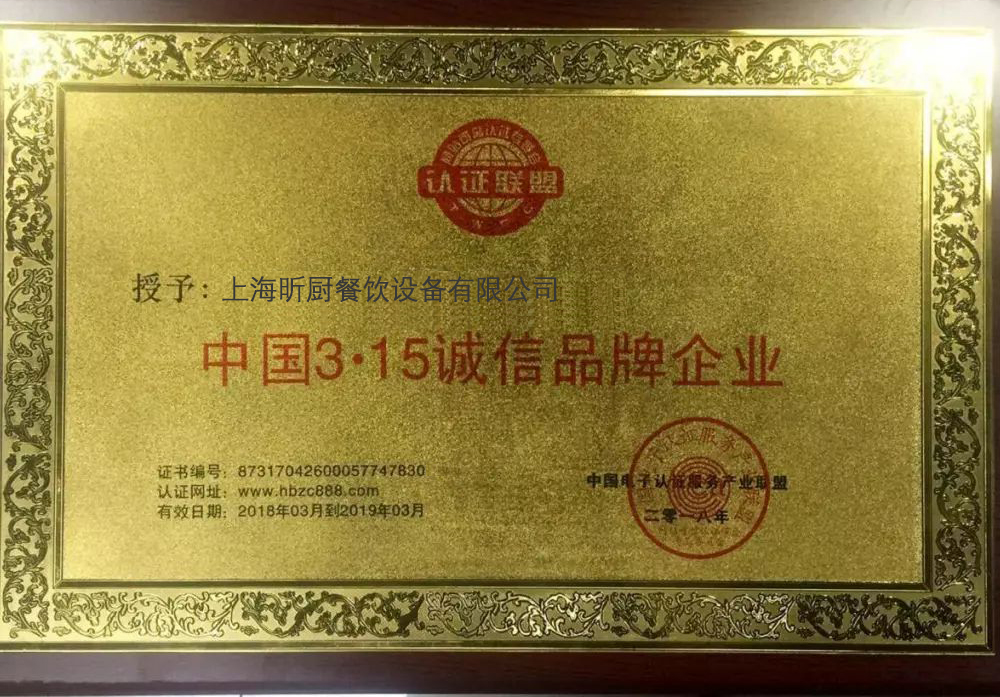 认证联盟
授予：上海昕厨餐饮设备有限公司
中国3·15诚信品牌企业
证书编号：87317042600057747830
认证网址：www.hbzc888.com
有效日期：2018年03月到2019年03月
中国电子认证服务产业联盟
二零一八年